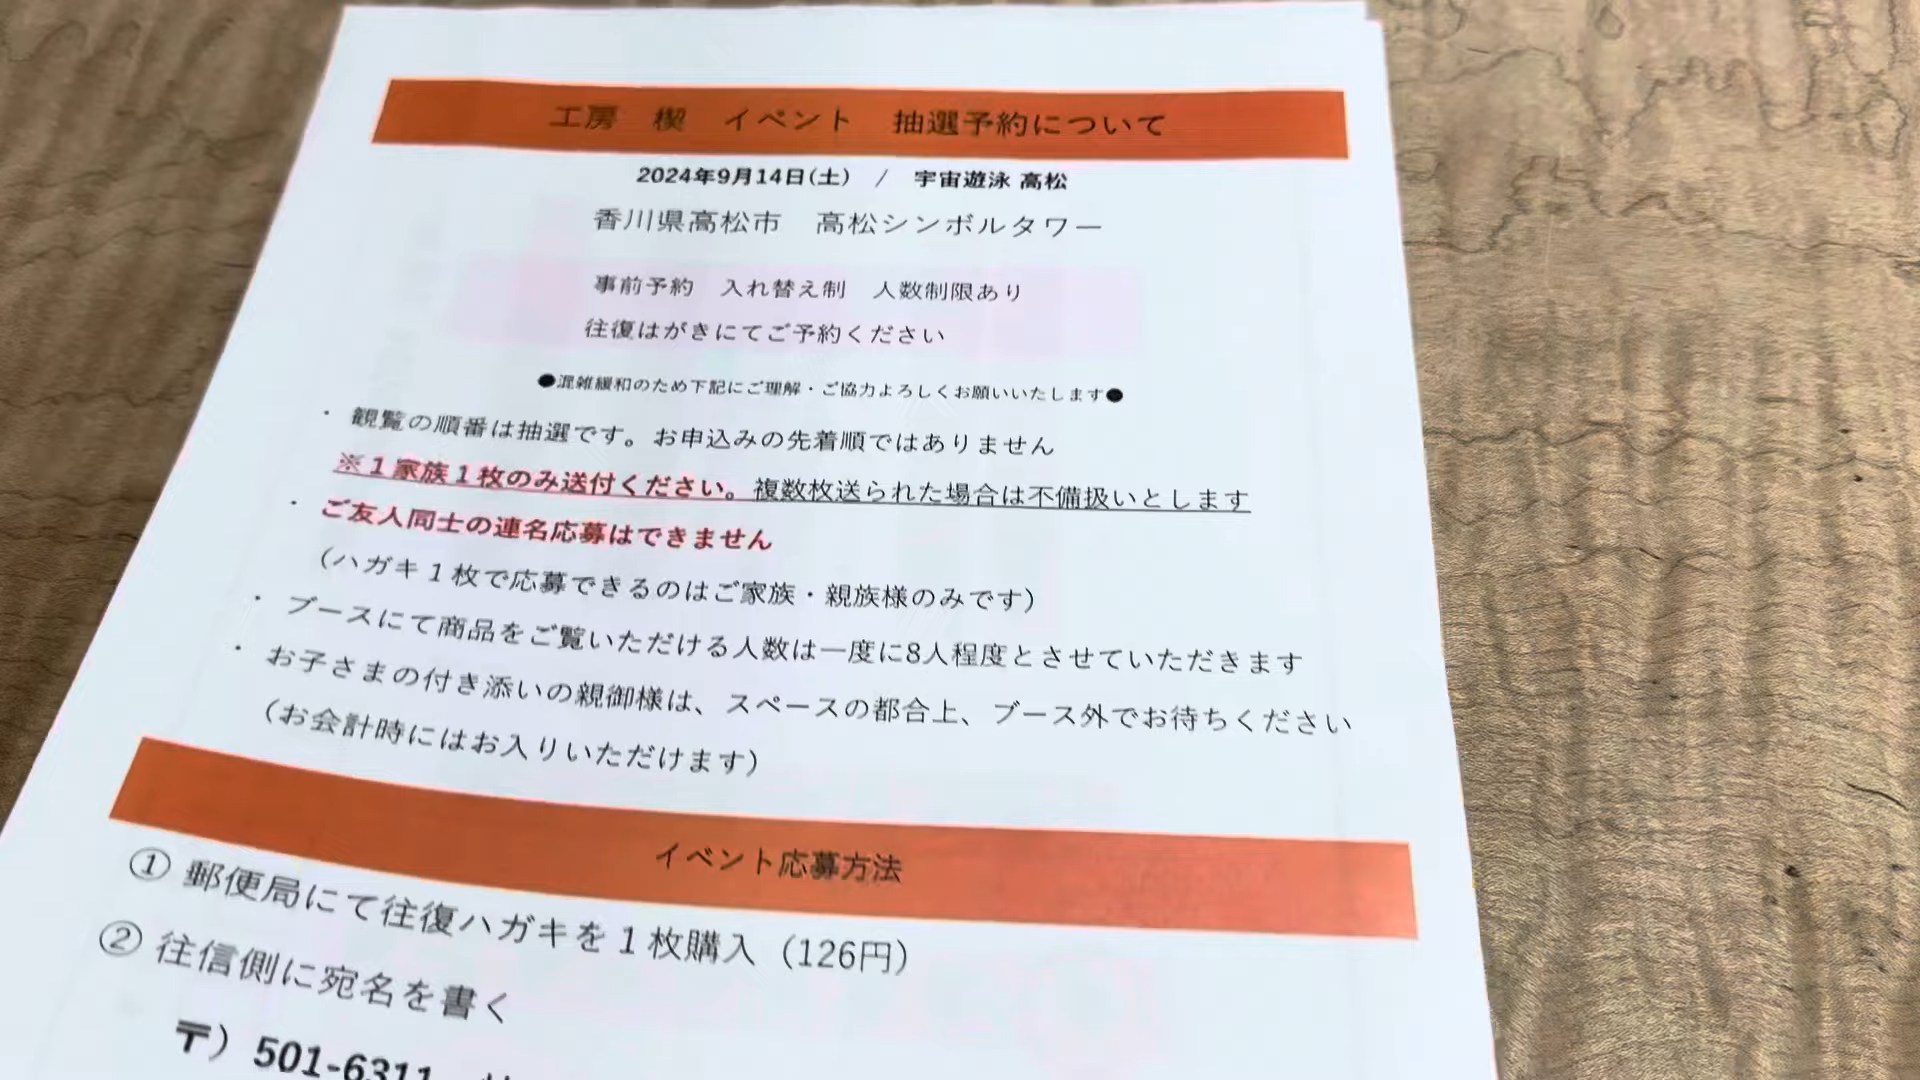 工房 楔 イベント 抽選予約について
2024年9月14日(土) / 宇宙遊泳 高松
香川県高松市 高松シンボルタワー
事前予約 入れ替え制 人数制限あり
往復はがきにてご予約ください
●混雑緩和のため下記にご理解・ご協力よろしくお願いいたします●
・ 観覧の順番は抽選です。お申込みの先着順ではありません
※1家族1枚のみ送付ください。複数枚送られた場合は不備扱いとします
・ ご友人同士の連名応募はできません
(ハガキ1枚で応募できるのはご家族・親族様のみです)
・ ブースにて商品をご覧いただける人数は一度に8人程度とさせていただきます
・ お子さまの付き添いの親御様は、スペースの都合上、ブース外でお待ちください
(お会計時にはお入りいただけます)
イベント応募方法
① 郵便局にて往復ハガキを1枚購入(126円)
② 往信側に宛名を書く
〒)501-6311